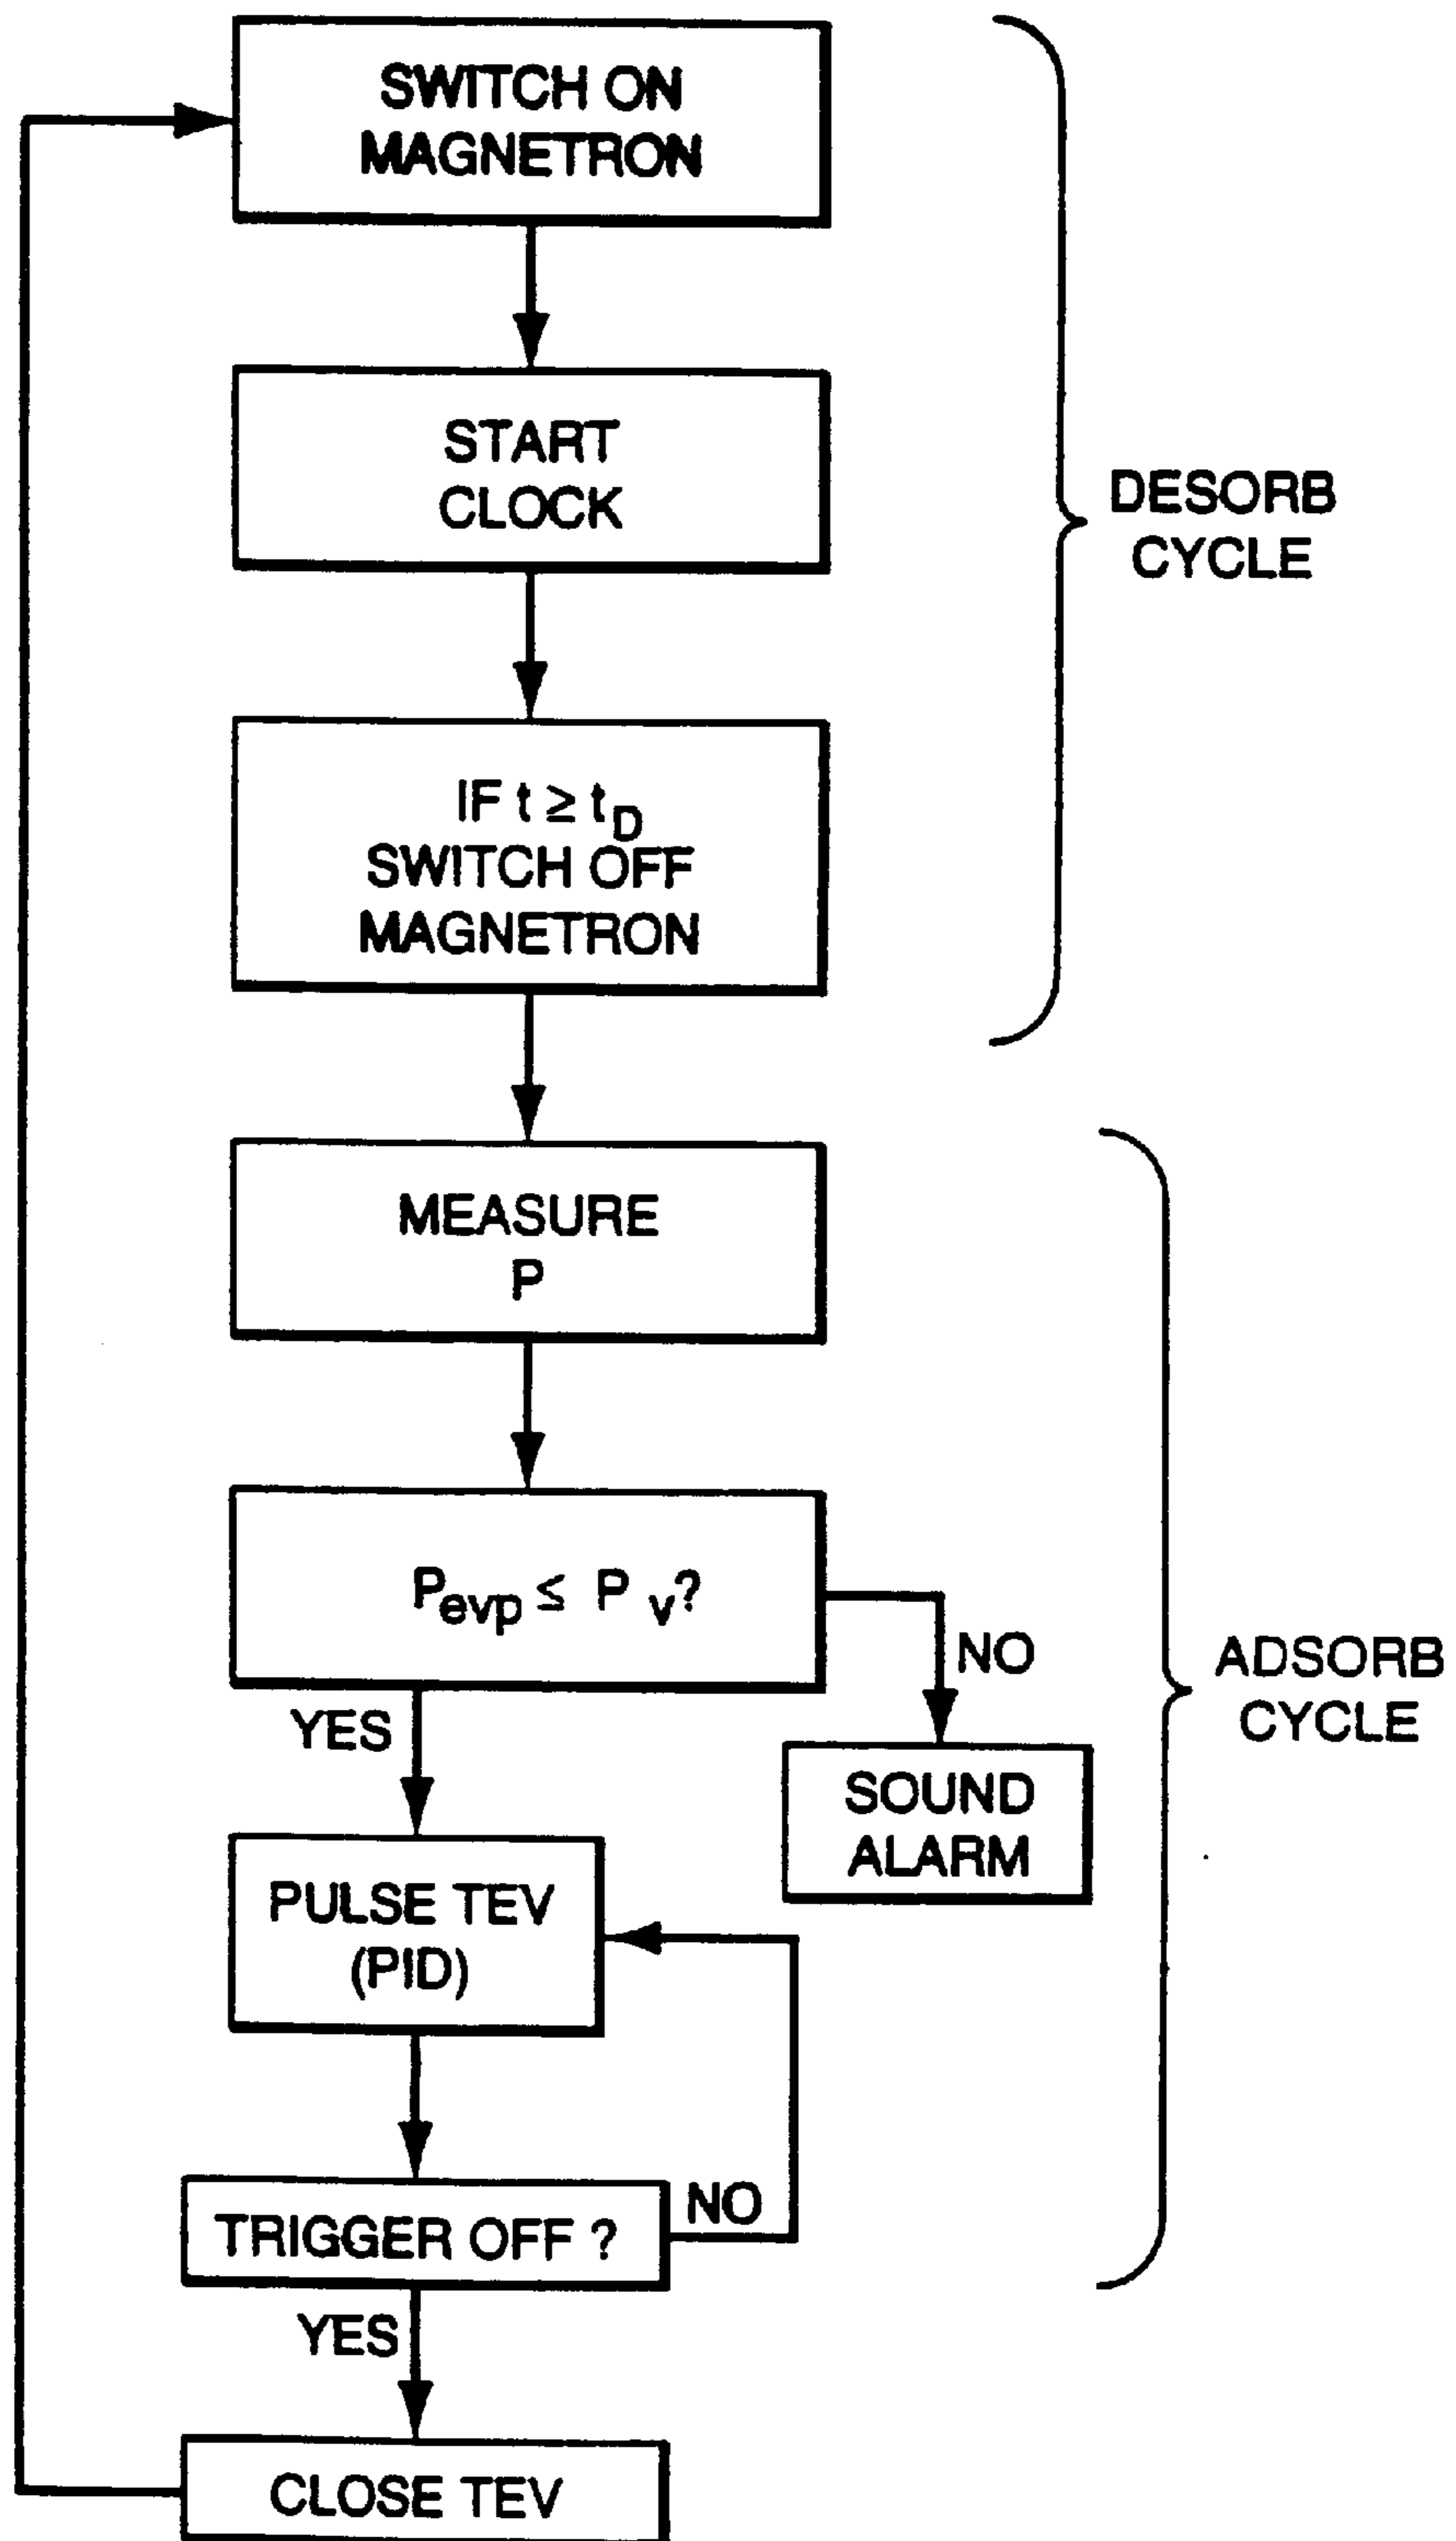 SWITCH ON
MAGNETRON
START
CLOCK
DESORB
CYCLE
IF t ≥ tD
SWITCH OFF
MAGNETRON
MEASURE
P
Pevp ≤ P v?
NO
YES
ADSORB
CYCLE
SOUND
ALARM
PULSE TEV
(PID)
TRIGGER OFF ?
NO
YES
CLOSE TEV